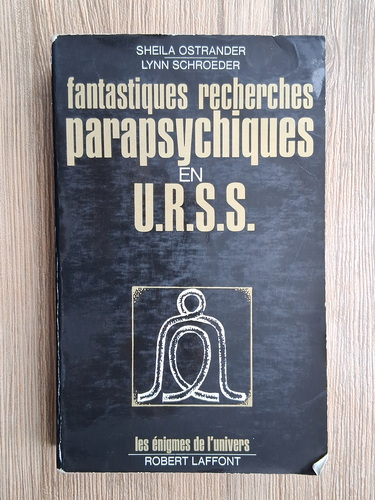 SHEILA OSTRANDER
LYNN SCHROEDER
fantastiques recherches
parapsychiques
EN
U.R.S.S.
les énigmes de l'univers
ROBERT LAFFONT